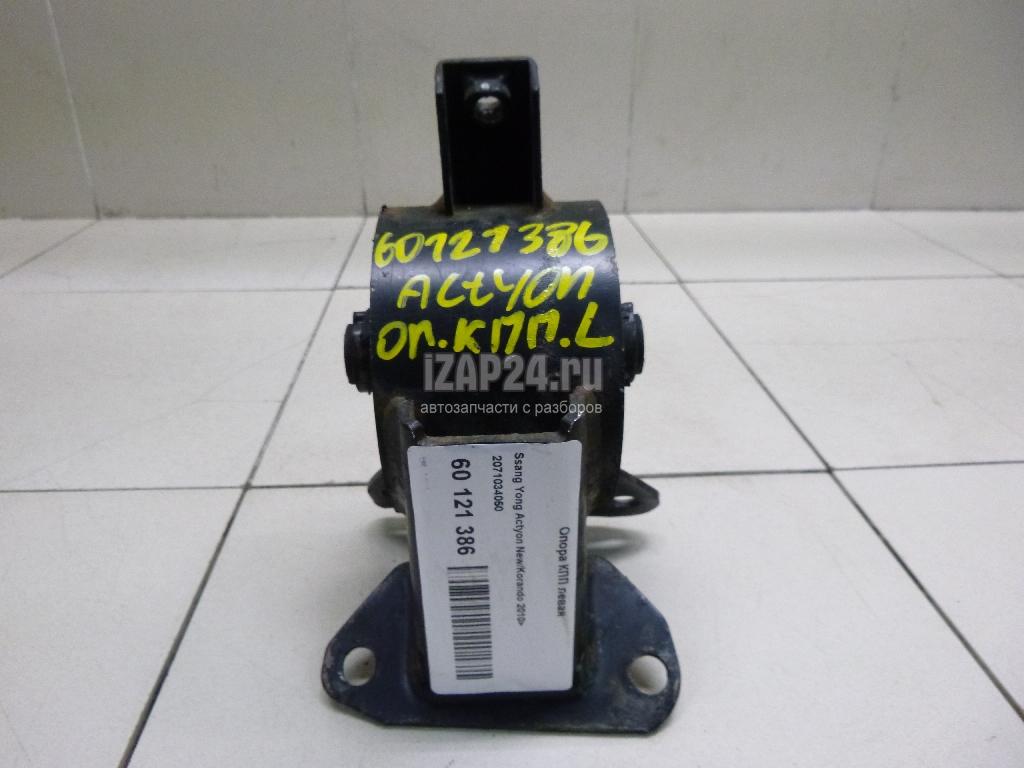 60121386
ACTYON
ОП.КПП.L
iZAP24.ru
автозапчасти с разборов
Опора КПП левая
Ssang Yong Actyon New/Korando 2010>
2071034050
60 121 386